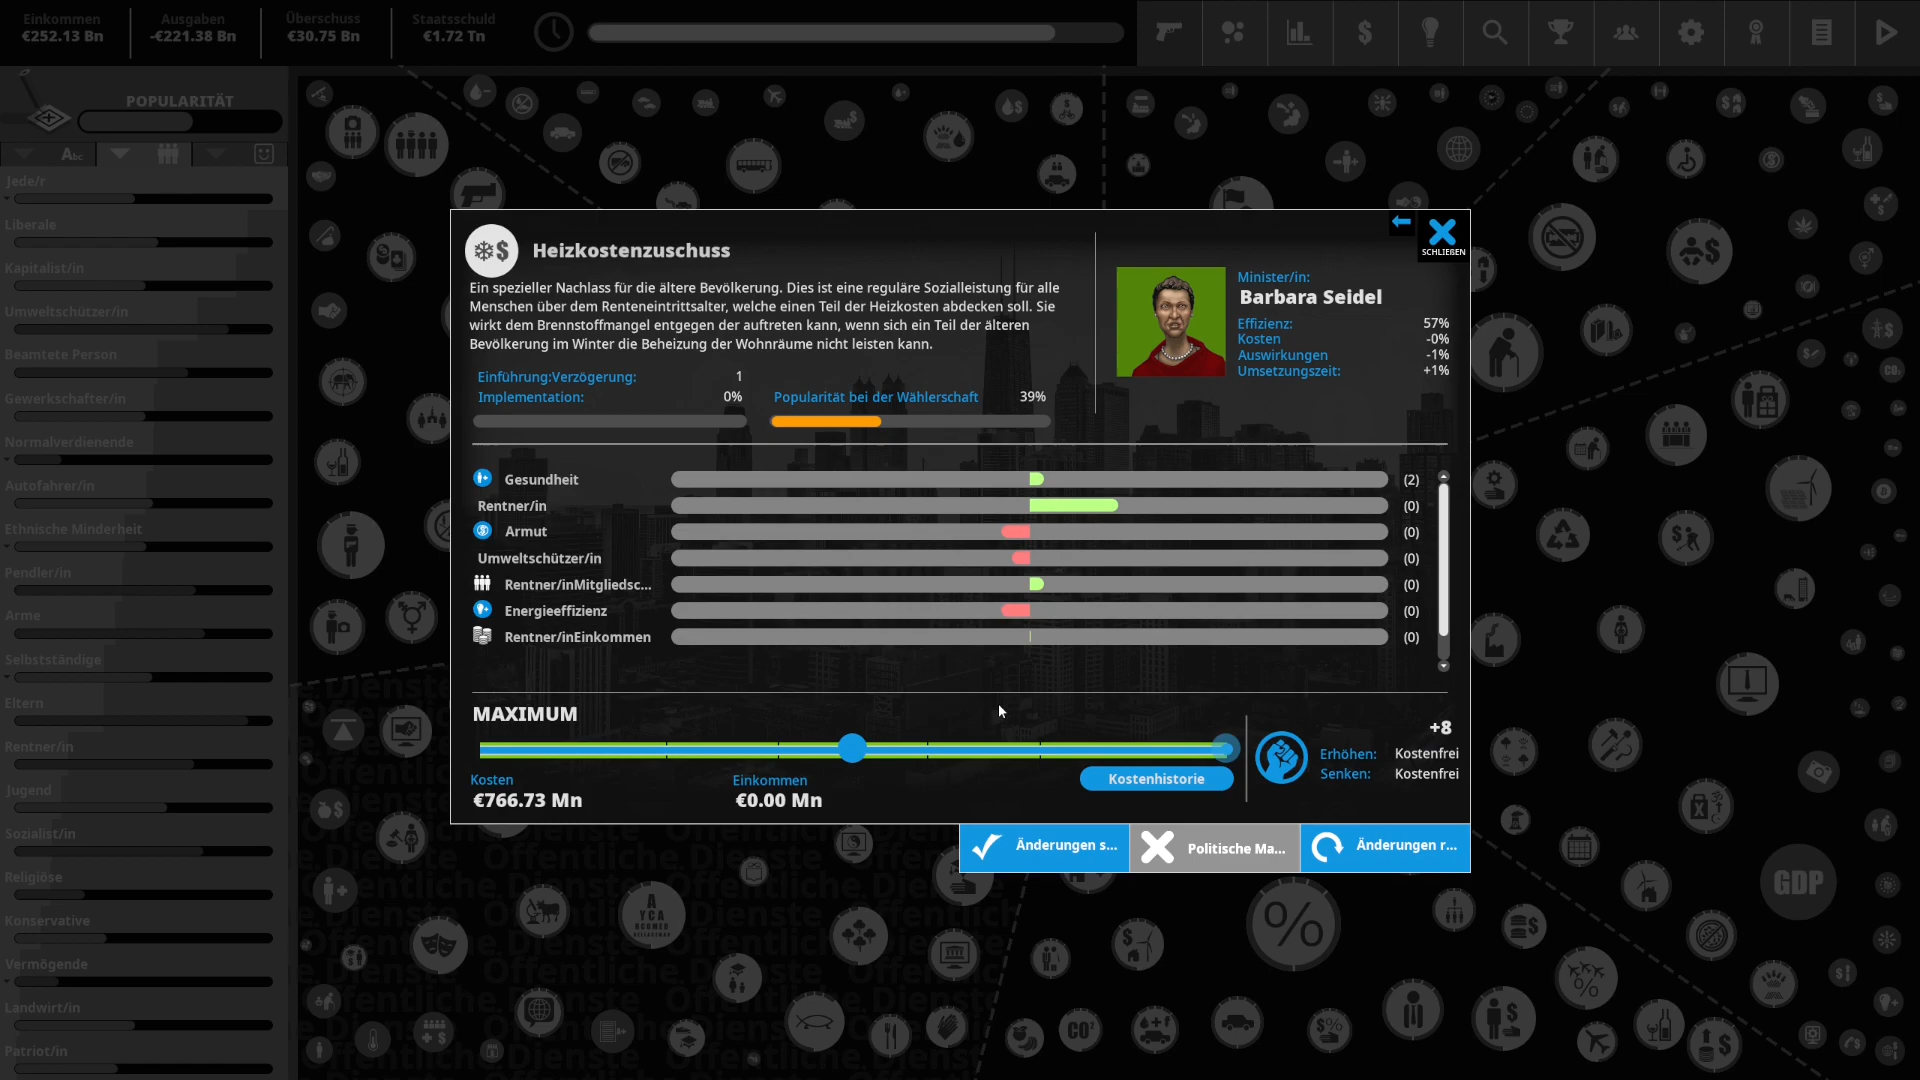 Einkommen
€252.13 Bn
Ausgaben
-€221.38 Bn
Überschuss
€30.75 Bn
Staatsschuld
€1.72 Tn
POPULARITÄT
Abc
Jede/r
Liberale
Kapitalist/in
Umweltschützer/in
Beamtete Person
Gewerkschafter/in
Normalverdienende
Autofahrer/in
Ethnische Minderheit
Pendler/in
Arme
Selbstständige
Eltern
Rentner/in
Jugend
Sozialist/in
Religiöse
Konservative
Vermögende
Landwirt/in
Patriot/in
Heizkostenzuschuss
SCHLIEßEN
Ein spezieller Nachlass für die ältere Bevölkerung. Dies ist eine reguläre Sozialleistung für alle
Menschen über dem Renteneintrittsalter, welche einen Teil der Heizkosten abdecken soll. Sie
wirkt dem Brennstoffmangel entgegen der auftreten kann, wenn sich ein Teil der älteren
Bevölkerung im Winter die Beheizung der Wohnräume nicht leisten kann.
Einführung:Verzögerung: 1
Implementation: 0%
Popularität bei der Wählerschaft 39%
Minister/in:
Barbara Seidel
Effizienz: 57%
Kosten -0%
Auswirkungen -1%
Umsetzungszeit: +1%
Gesundheit (2)
Rentner/in (0)
Armut (0)
Umweltschützer/in (0)
Rentner/inMitgliedsc... (0)
Energieeffizienz (0)
Rentner/inEinkommen (0)
MAXIMUM
Kosten
€766.73 Mn
Einkommen
€0.00 Mn
Kostenhistorie
+8
Erhöhen: Kostenfrei
Senken: Kostenfrei
Änderungen s...
Politische Ma...
Änderungen r...
GDP
%
CO²
Öffentliche Dienste